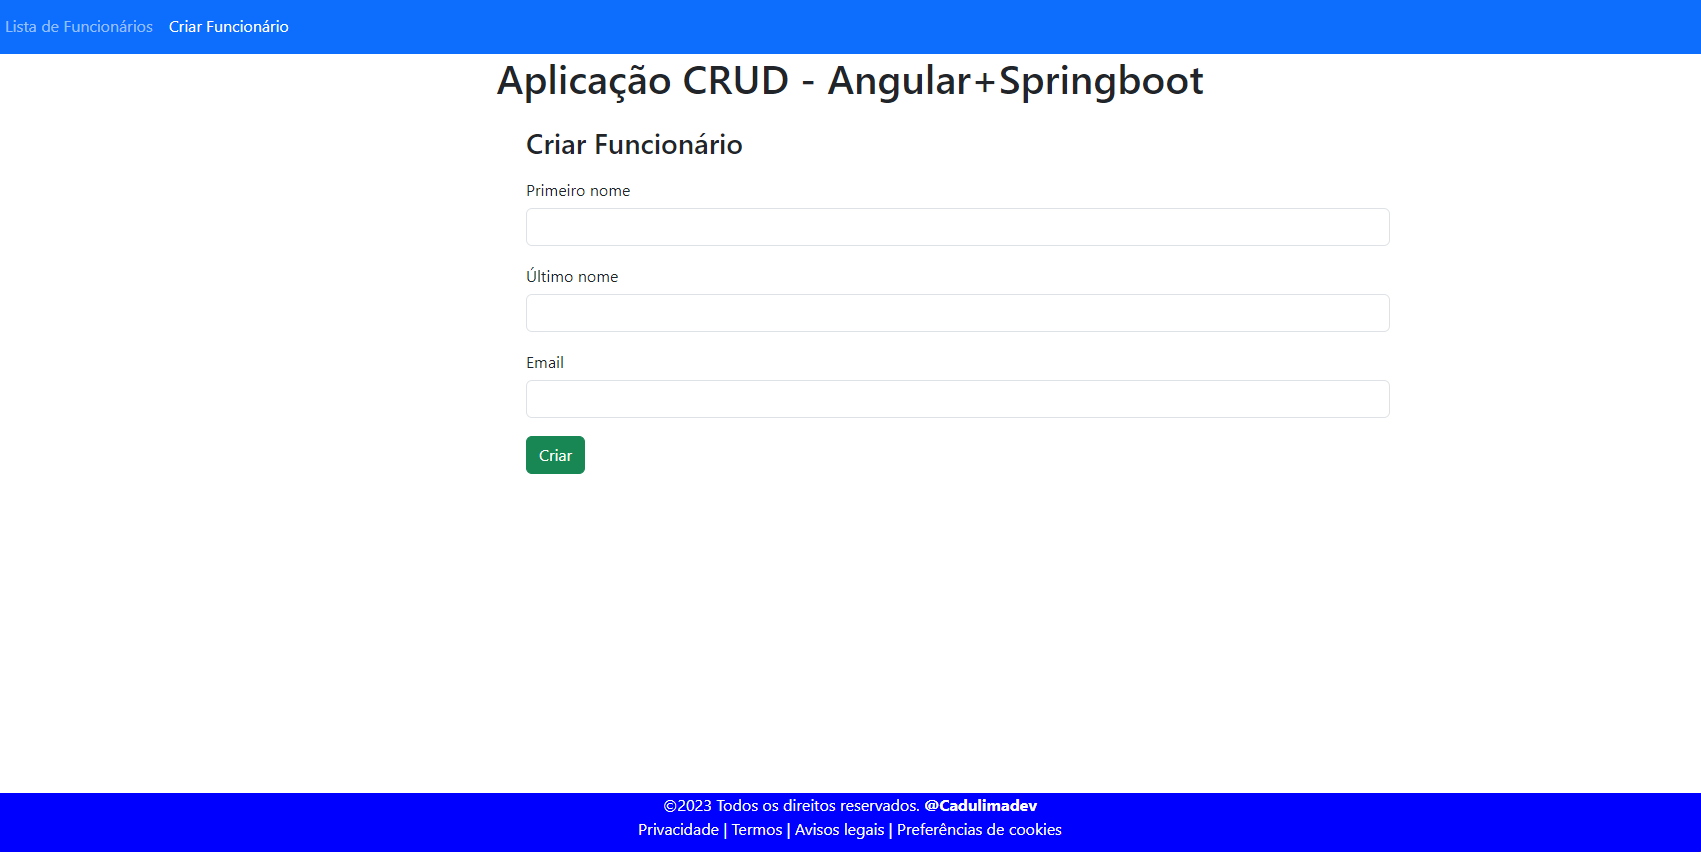 Lista de Funcionários Criar Funcionário
Aplicação CRUD - Angular+Springboot
Criar Funcionário
Primeiro nome
Último nome
Email
Criar
©2023 Todos os direitos reservados. @Cadulimadev
Privacidade | Termos | Avisos legais | Preferências de cookies